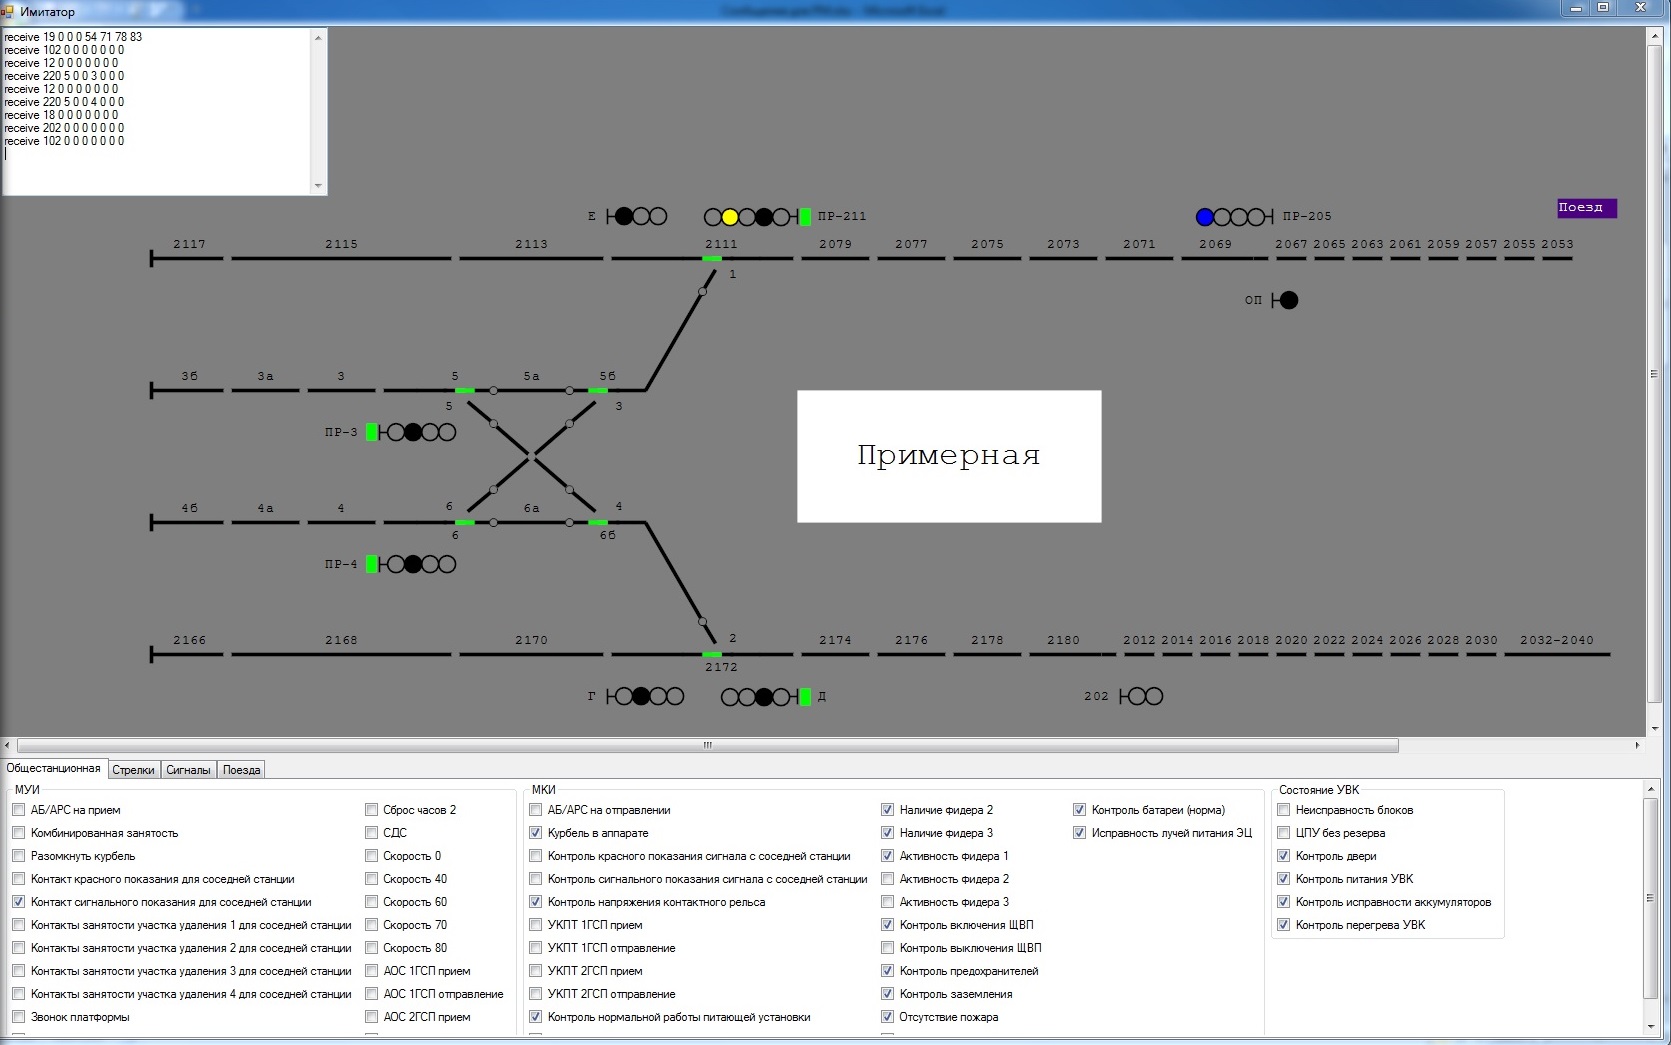 Имитатор
receive 19 0 0 0 54 71 78 83
receive 102 0 0 0 0 0 0 0
receive 12 0 0 0 0 0 0 0
receive 220 5 0 0 3 0 0 0
receive 12 0 0 0 0 0 0 0
receive 220 5 0 0 4 0 0 0
receive 18 0 0 0 0 0 0 0
receive 202 0 0 0 0 0 0 0
receive 102 0 0 0 0 0 0 0
Поезд
Е ПР-211 ПР-205
2117 2115 2113 2111 2079 2077 2075 2073 2071 2069 2067 2065 2063 2061 2059 2057 2055 2053
1
ОП
3б 3а 3 5 5а 5б
5 3
ПР-3
Примерная
4б 4а 4 6 6а 4
6 6б
ПР-4
2166 2168 2170 2 2174 2176 2178 2180 2012 2014 2016 2018 2020 2022 2024 2026 2028 2030 2032-2040
2172
Г Д 202
Общестанционная Стрелки Сигналы Поезда
МУИ
АБ/АРС на прием
Комбинированная занятость
Разомкнуть курбель
Контакт красного показания для соседней станции
Контакт сигнального показания для соседней станции
Контакты занятости участка удаления 1 для соседней станции
Контакты занятости участка удаления 2 для соседней станции
Контакты занятости участка удаления 3 для соседней станции
Контакты занятости участка удаления 4 для соседней станции
Звонок платформы
Сброс часов 2
СДС
Скорость 0
Скорость 40
Скорость 60
Скорость 70
Скорость 80
АОС 1ГСП прием
АОС 1ГСП отправление
АОС 2ГСП прием
МКИ
АБ/АРС на отправлении
Курбель в аппарате
Контроль красного показания сигнала с соседней станции
Контроль сигнального показания сигнала с соседней станции
Контроль напряжения контактного рельса
УКПТ 1ГСП прием
УКПТ 1ГСП отправление
УКПТ 2ГСП прием
УКПТ 2ГСП отправление
Контроль нормальной работы питающей установки
Наличие фидера 2
Наличие фидера 3
Активность фидера 1
Активность фидера 2
Активность фидера 3
Контроль включения ЩВП
Контроль выключения ЩВП
Контроль предохранителей
Контроль заземления
Отсутствие пожара
Контроль батареи (норма)
Исправность лучей питания ЭЦ
Состояние УВК
Неисправность блоков
ЦПУ без резерва
Контроль двери
Контроль питания УВК
Контроль исправности аккумуляторов
Контроль перегрева УВК